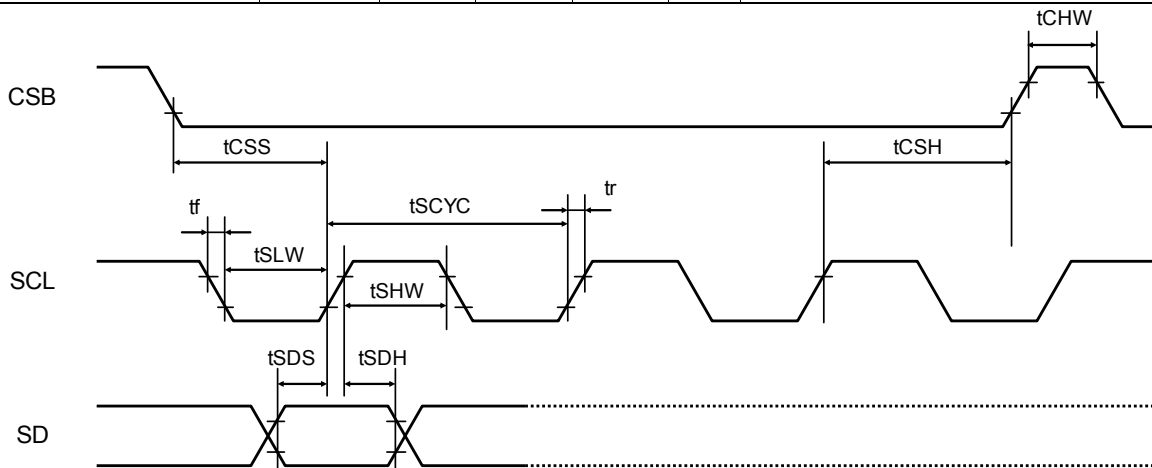 tCHW
CSB
tCSS
tCSH
tf
tSCYC
tr
tSLW
SCL
tSHW
tSDS
tSDH
SD